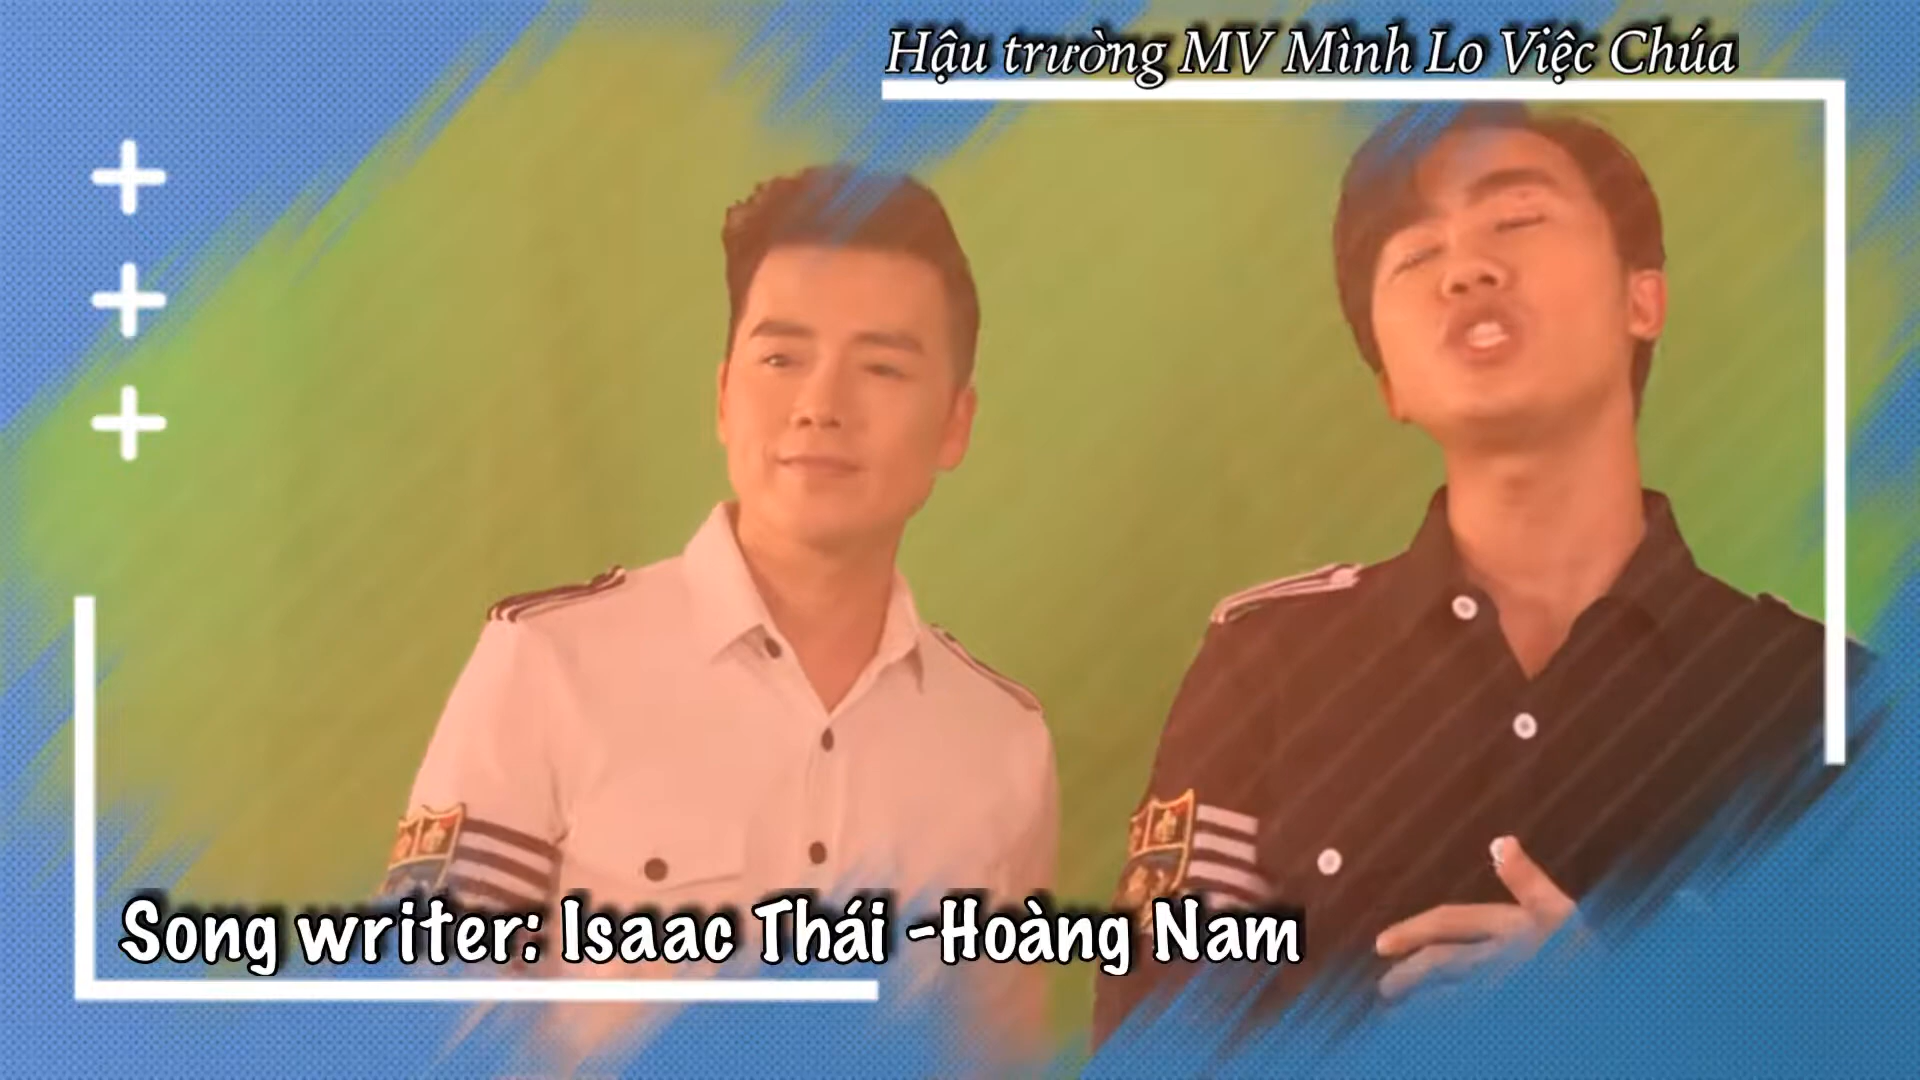 Hậu trường MV Mình Lo Việc Chúa
Song writer: Isaac Thái -Hoàng Nam